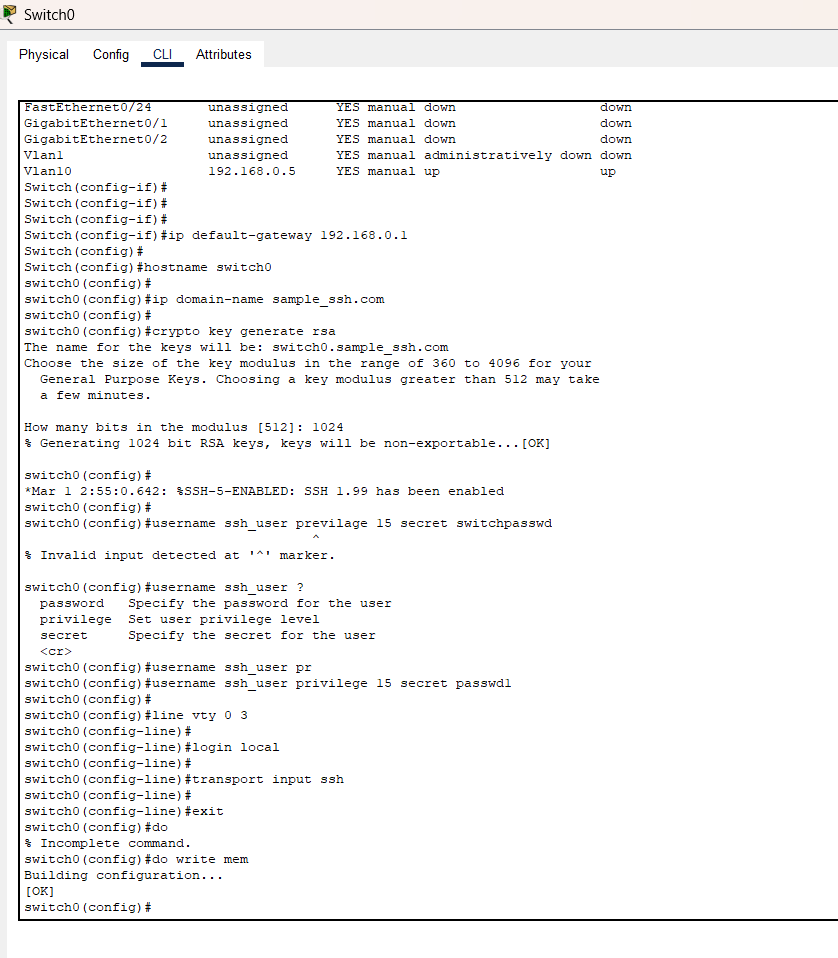 Switch0
Physical Config CLI Attributes
FastEthernet0/24 unassigned YES manual down down
GigabitEthernet0/1 unassigned YES manual down down
GigabitEthernet0/2 unassigned YES manual down down
Vlan1 unassigned YES manual administratively down down
Vlan10 192.168.0.5 YES manual up up
Switch(config-if)#
Switch(config-if)#
Switch(config-if)#
Switch(config-if)#ip default-gateway 192.168.0.1
Switch(config)#
Switch(config)#hostname switch0
switch0(config)#
switch0(config)#ip domain-name sample_ssh.com
switch0(config)#
switch0(config)#crypto key generate rsa
The name for the keys will be: switch0.sample_ssh.com
Choose the size of the key modulus in the range of 360 to 4096 for your
General Purpose Keys. Choosing a key modulus greater than 512 may take
a few minutes.
How many bits in the modulus [512]: 1024
% Generating 1024 bit RSA keys, keys will be non-exportable...[OK]
switch0(config)#
*Mar 1 2:55:0.642: %SSH-5-ENABLED: SSH 1.99 has been enabled
switch0(config)#
switch0(config)#username ssh_user previlage 15 secret switchpasswd
^
% Invalid input detected at '^' marker.
switch0(config)#username ssh_user ?
password Specify the password for the user
privilege Set user privilege level
secret Specify the secret for the user
<cr>
switch0(config)#username ssh_user pr
switch0(config)#username ssh_user privilege 15 secret passwd1
switch0(config)#
switch0(config)#line vty 0 3
switch0(config-line)#
switch0(config-line)#login local
switch0(config-line)#
switch0(config-line)#transport input ssh
switch0(config-line)#
switch0(config-line)#exit
switch0(config)#do
% Incomplete command.
switch0(config)#do write mem
Building configuration...
[OK]
switch0(config)#